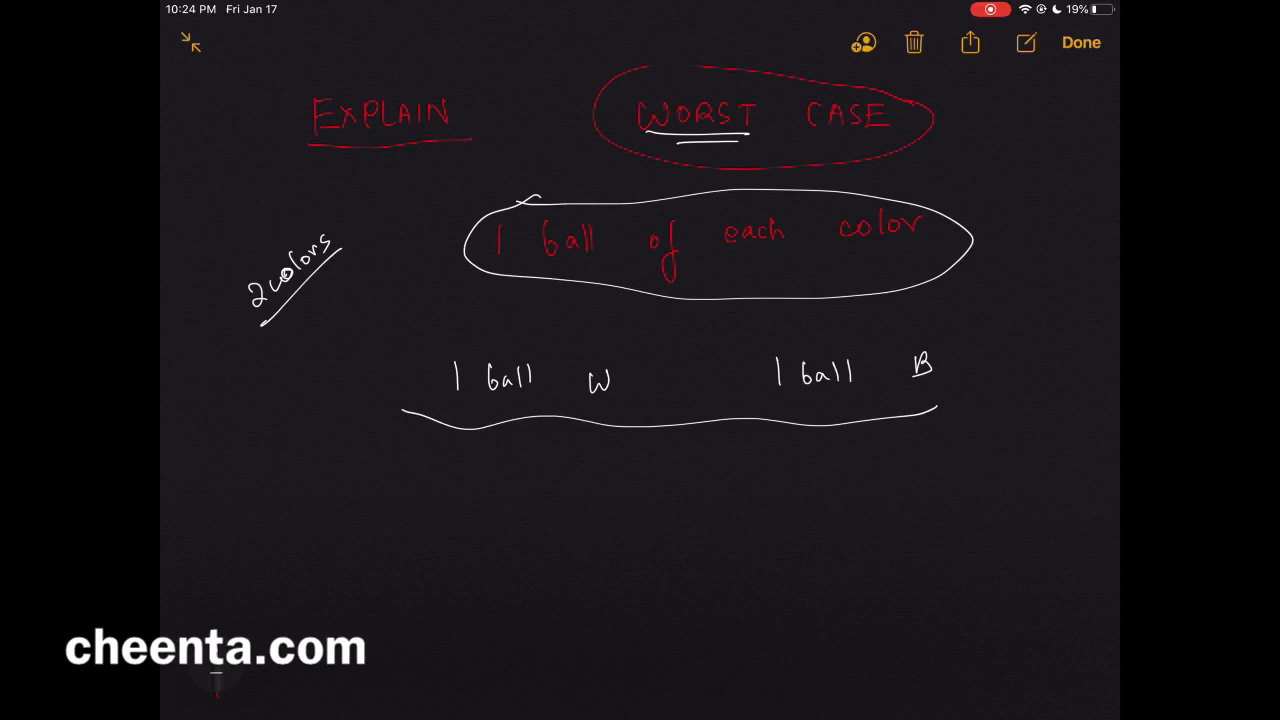 10:24 PM Fri Jan 17 19%
Done
EXPLAIN WORST CASE
1 ball of each color
2 colors
1 ball W 1 ball B
cheenta.com